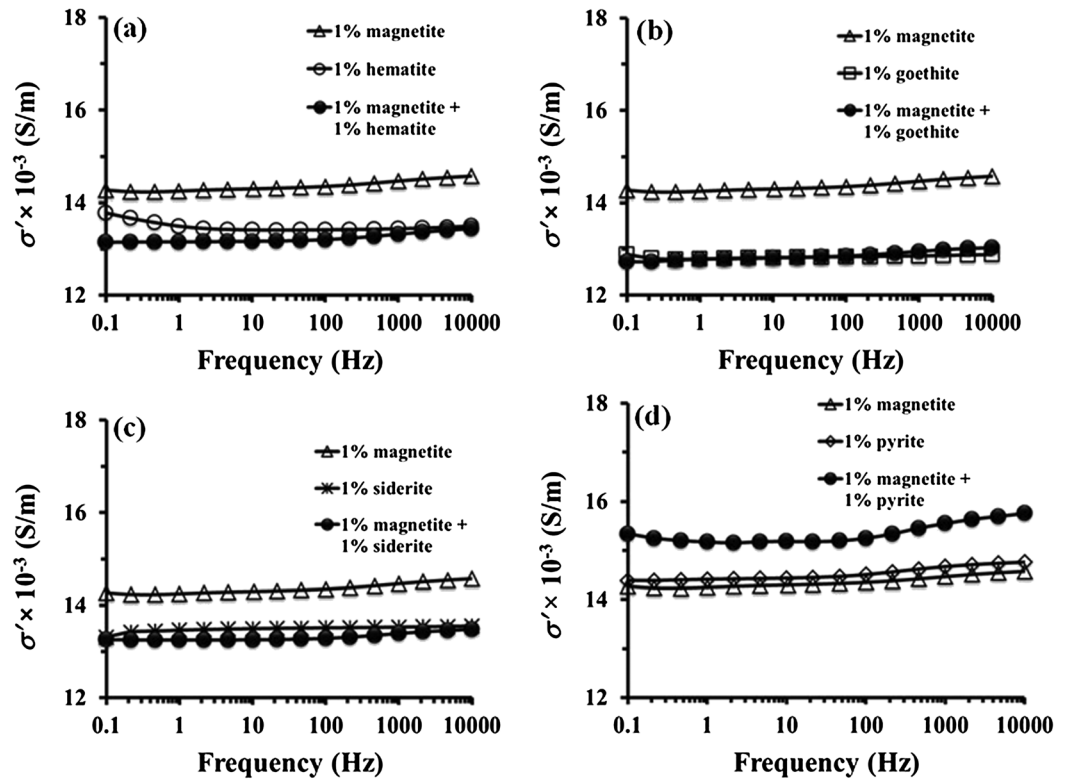 (a)
1% magnetite
1% hematite
1% magnetite +
1% hematite
σ′ × 10⁻³ (S/m)
18
16
14
12
0.1 1 10 100 1000 10000
Frequency (Hz)
(b)
1% magnetite
1% goethite
1% magnetite +
1% goethite
σ′ × 10⁻³ (S/m)
18
16
14
12
0.1 1 10 100 1000 10000
Frequency (Hz)
(c)
1% magnetite
1% siderite
1% magnetite +
1% siderite
σ′ × 10⁻³ (S/m)
18
16
14
12
0.1 1 10 100 1000 10000
Frequency (Hz)
(d)
1% magnetite
1% pyrite
1% magnetite +
1% pyrite
σ′ × 10⁻³ (S/m)
18
16
14
12
0.1 1 10 100 1000 10000
Frequency (Hz)